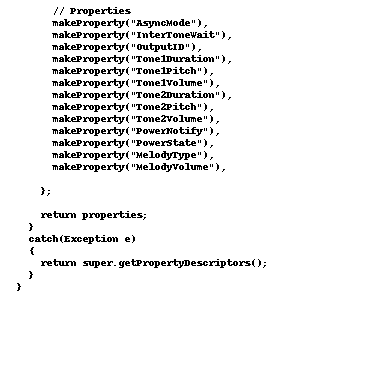 // Properties
makeProperty("AsyncMode"),
makeProperty("InterToneWait"),
makeProperty("OutputID"),
makeProperty("Tone1Duration"),
makeProperty("Tone1Pitch"),
makeProperty("Tone1Volume"),
makeProperty("Tone2Duration"),
makeProperty("Tone2Pitch"),
makeProperty("Tone2Volume"),
makeProperty("PowerNotify"),
makeProperty("PowerState"),
makeProperty("MelodyType"),
makeProperty("MelodyVolume"),
};
return properties;
}
catch(Exception e)
{
return super.getPropertyDescriptors();
}
}